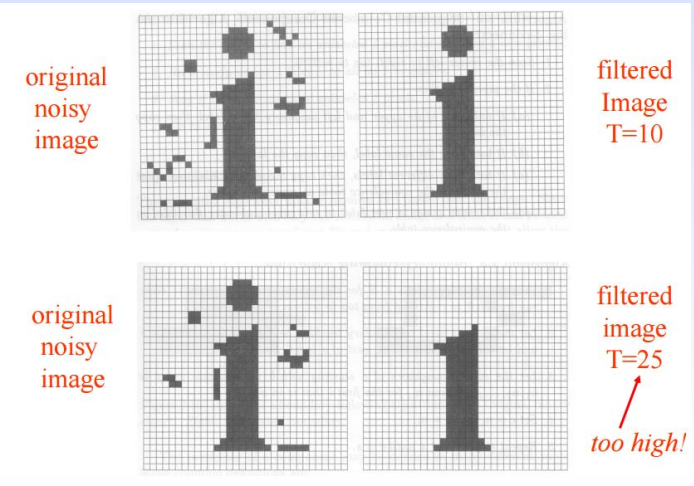 original
noisy
image
filtered
Image
T=10
original
noisy
image
filtered
image
T=25
too high!